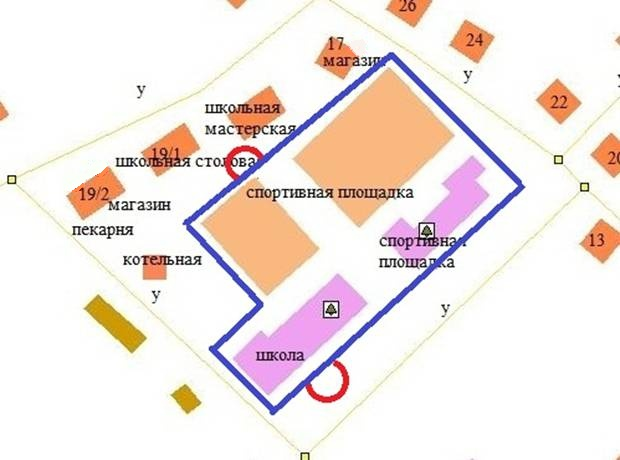 26
17
магазин
24
у
у
школьная
мастерская
22
19/1
школьная столова
20
19/2
магазин
спортивная площадка
пекарня
спортивная
площадка
13
котельная
у
у
школа